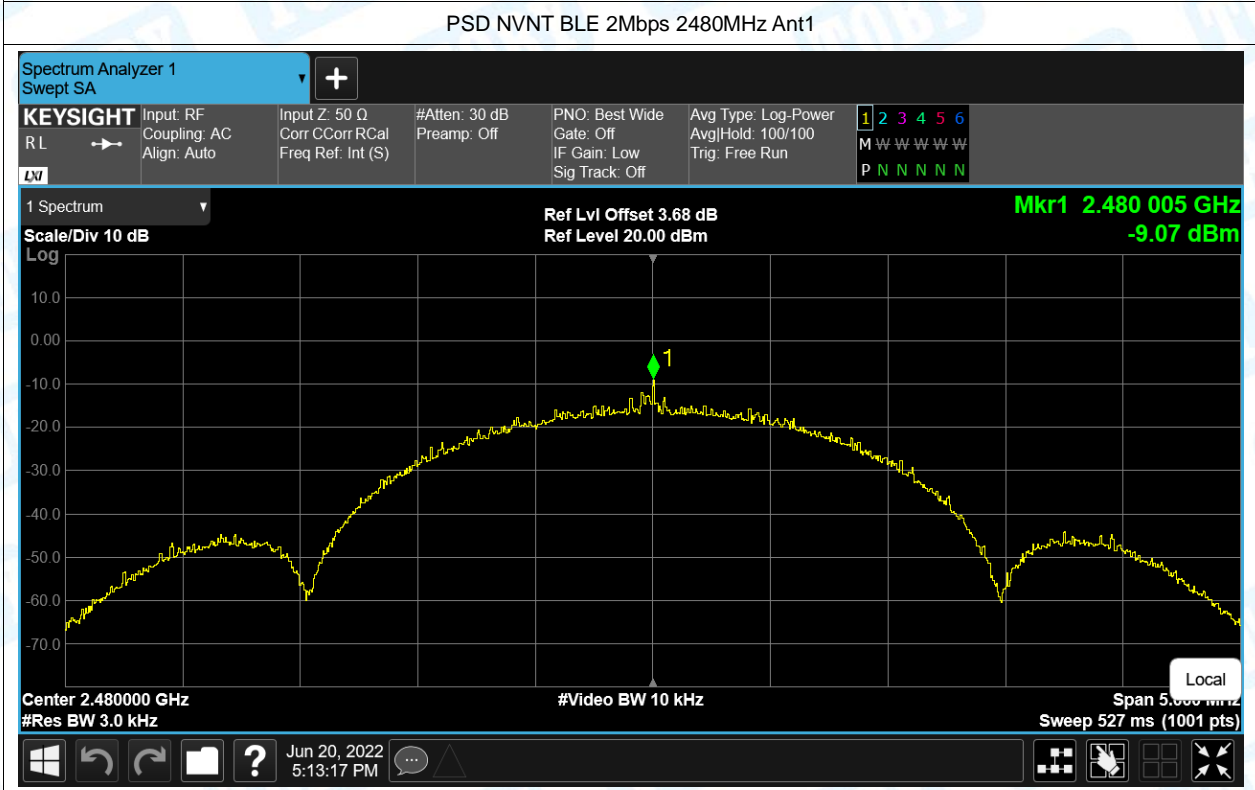 PSD NVNT BLE 2Mbps 2480MHz Ant1
Spectrum Analyzer 1
Swept SA
KEYSIGHT
R L
LXI
Input: RF
Coupling: AC
Align: Auto
Input Z: 50 Ω
Corr CCorr RCal
Freq Ref: Int (S)
#Atten: 30 dB
Preamp: Off
PNO: Best Wide
Gate: Off
IF Gain: Low
Sig Track: Off
Avg Type: Log-Power
Avg|Hold: 100/100
Trig: Free Run
1 2 3 4 5 6
M W W W W W W
P N N N N N N
1 Spectrum
Scale/Div 10 dB
Log
Ref Lvl Offset 3.68 dB
Ref Level 20.00 dBm
Mkr1 2.480 005 GHz
-9.07 dBm
1
10.0
0.00
-10.0
-20.0
-30.0
-40.0
-50.0
-60.0
-70.0
Local
Center 2.480000 GHz
#Video BW 10 kHz
Span 5.000 MHz
#Res BW 3.0 kHz
Sweep 527 ms (1001 pts)
Jun 20, 2022
5:13:17 PM